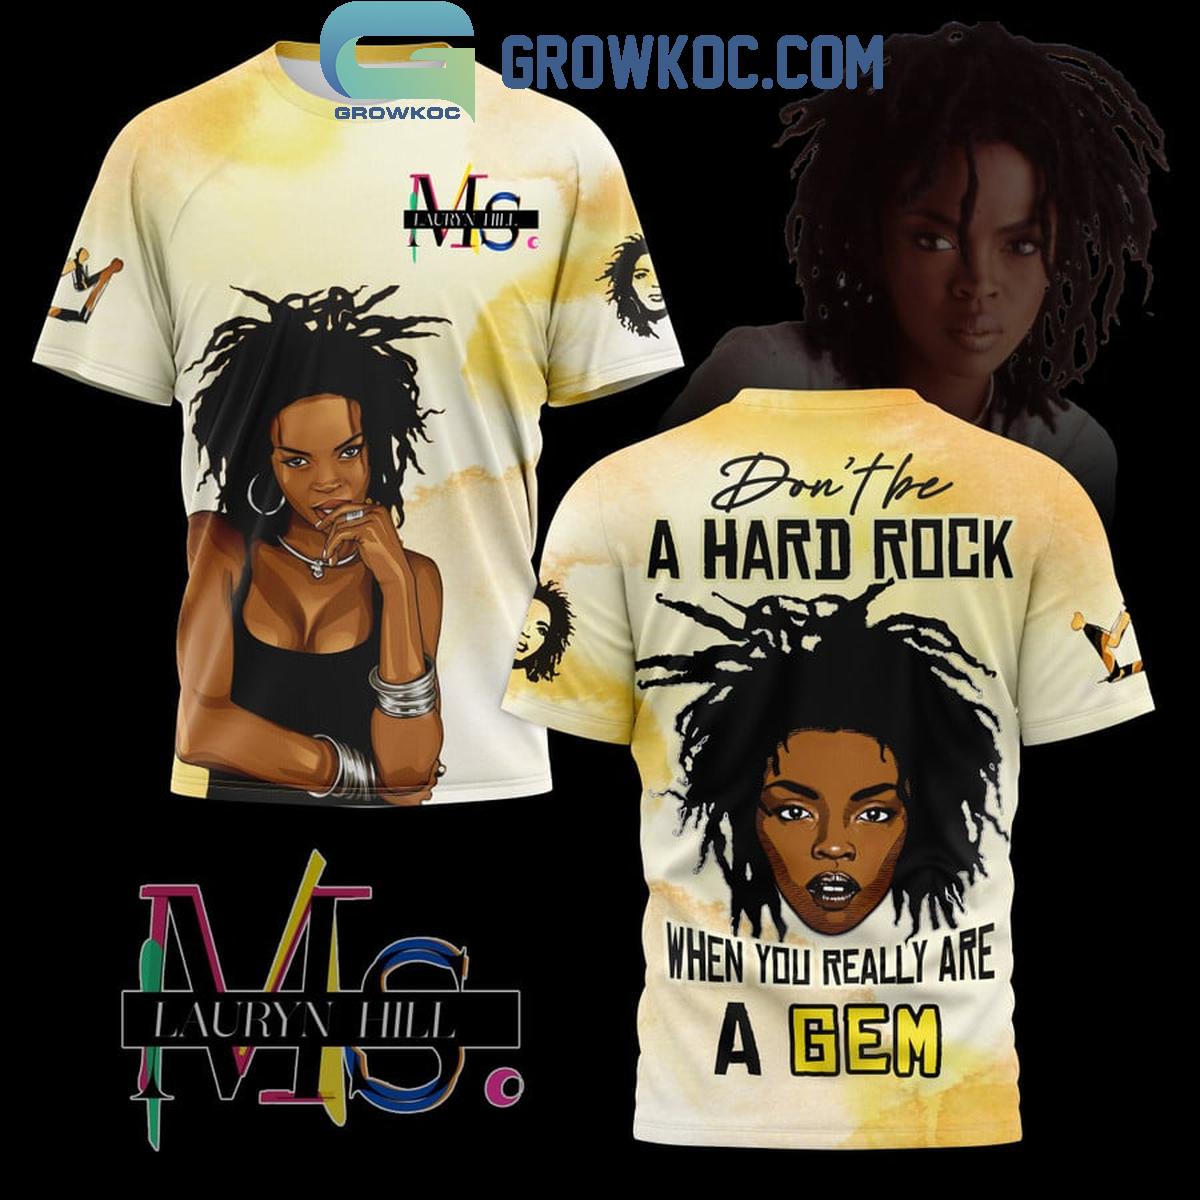 GROWKOC
GROWKOC.COM
Ms.
LAURYN HILL
Don't be
A HARD ROCK
WHEN YOU REALLY ARE
A GEM
Ms.
LAURYN HILL